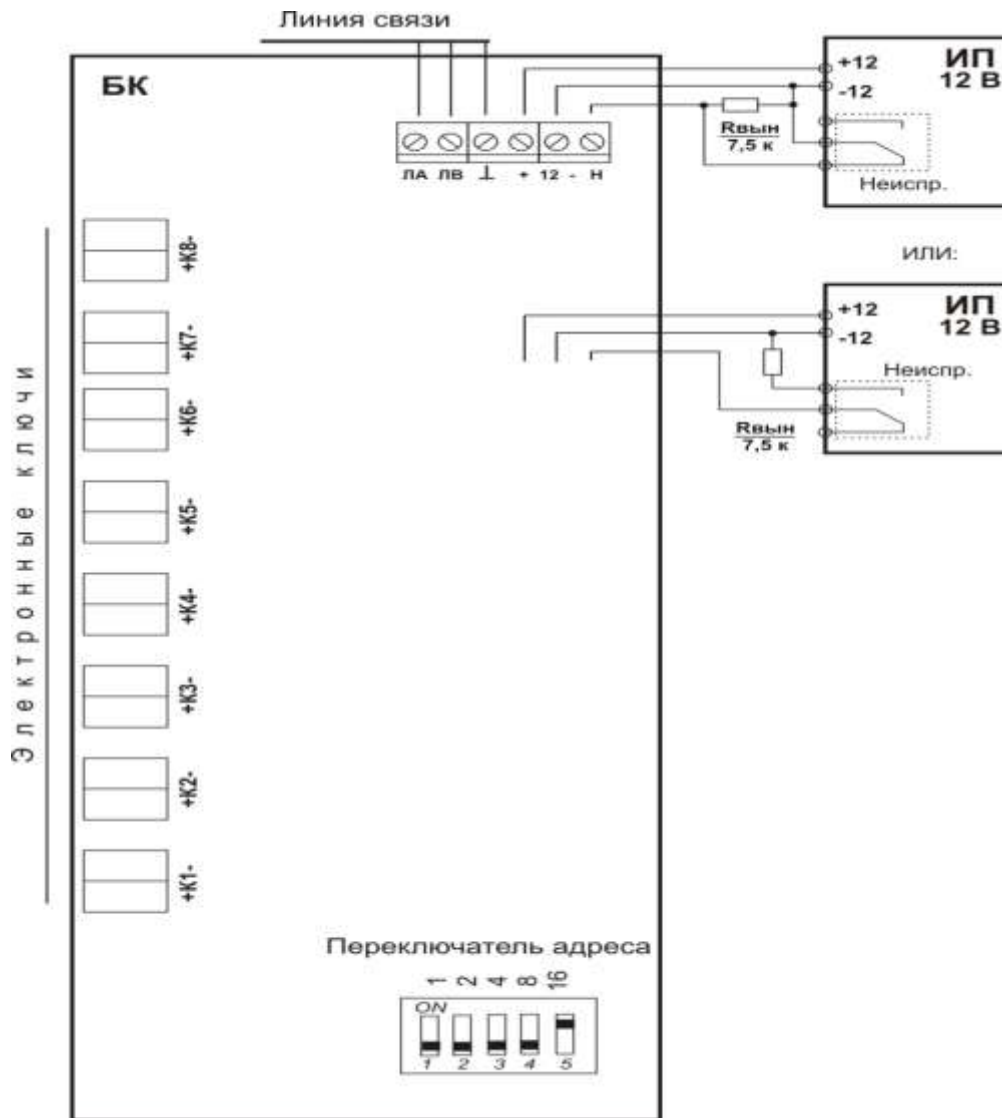 Линия связи
БК
ЛА ЛВ ⊥ + 12 - Н
+12
-12
ИП
12 В
Rвын
7,5 к
Неиспр.
ИЛИ:
+12
-12
ИП
12 В
Неиспр.
Rвын
7,5 к
Электронные ключи
+К8-
+К7-
+К6-
+К5-
+К4-
+К3-
+К2-
+К1-
Переключатель адреса
1 2 4 8 16
ON
1 2 3 4 5